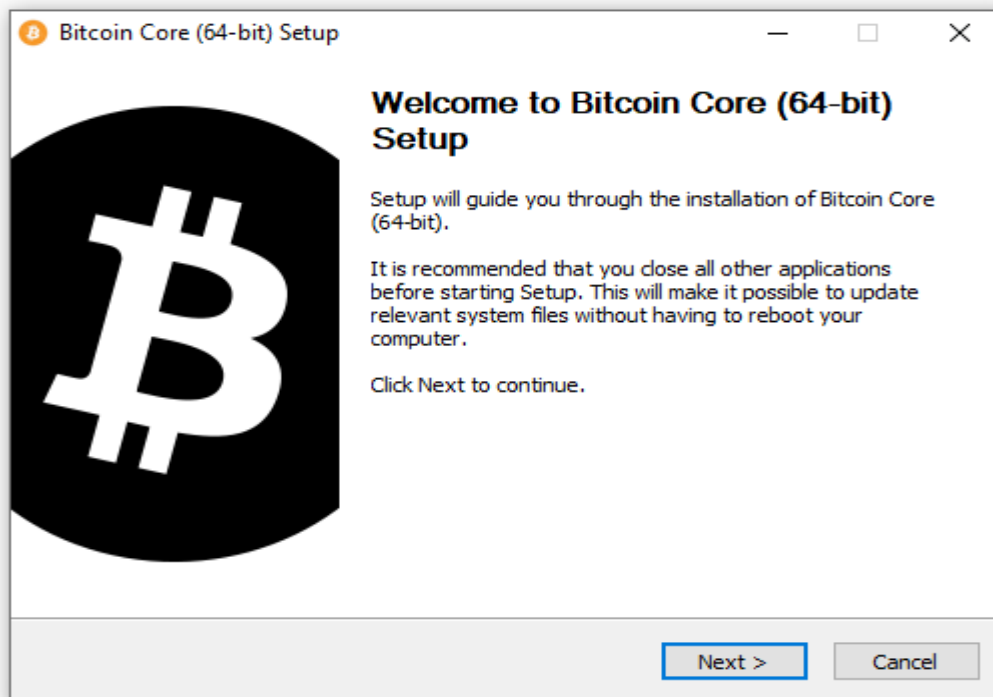 Bitcoin Core (64-bit) Setup
Welcome to Bitcoin Core (64-bit)
Setup
Setup will guide you through the installation of Bitcoin Core
(64-bit).
It is recommended that you close all other applications
before starting Setup. This will make it possible to update
relevant system files without having to reboot your
computer.
Click Next to continue.
Next >
Cancel